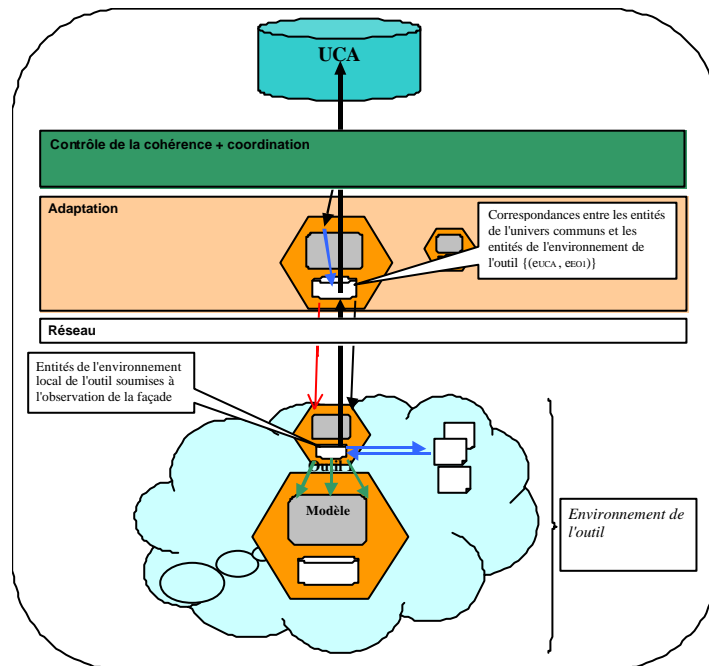 UCA
Contrôle de la cohérence + coordination
Adaptation
Correspondances entre les entités
de l'univers communs et les
entités de l'environnement de
l'outil {(eUCA , eEO1)}
Réseau
Entités de l'environnement
local de l'outil soumises à
l'observation de la façade
Outil
Modèle
Environnement de
l'outil